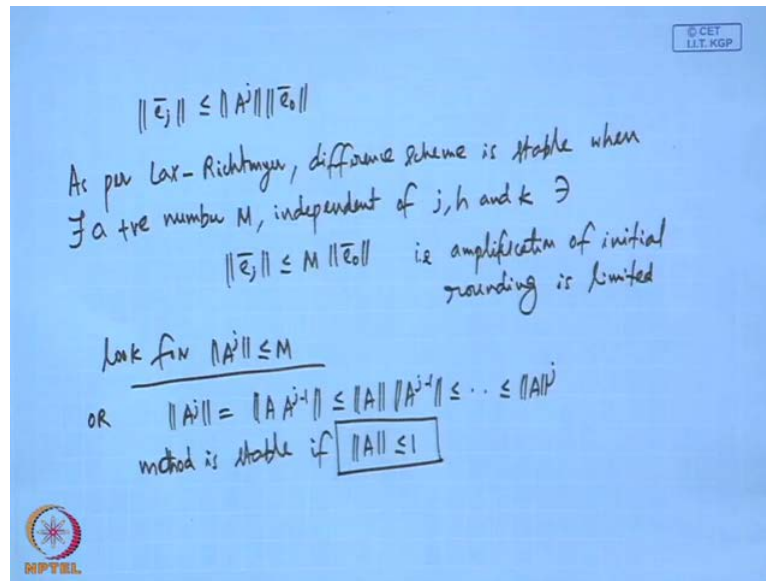 © CET
I.I.T. KGP
‖ē_j‖ ≤ ‖A^j‖‖ē_0‖
As per Lax-Richtmyer, difference scheme is stable when
∃ a +ve number M, independent of j, h and k ∋
‖ē_j‖ ≤ M ‖ē_0‖ ie amplification of initial
rounding is limited
Look for ‖A^j‖ ≤ M
OR ‖A^j‖ = ‖A A^{j-1}‖ ≤ ‖A‖ ‖A^{j-1}‖ ≤ .. ≤ ‖A‖^j
method is stable if ‖A‖ ≤ 1
NPTEL